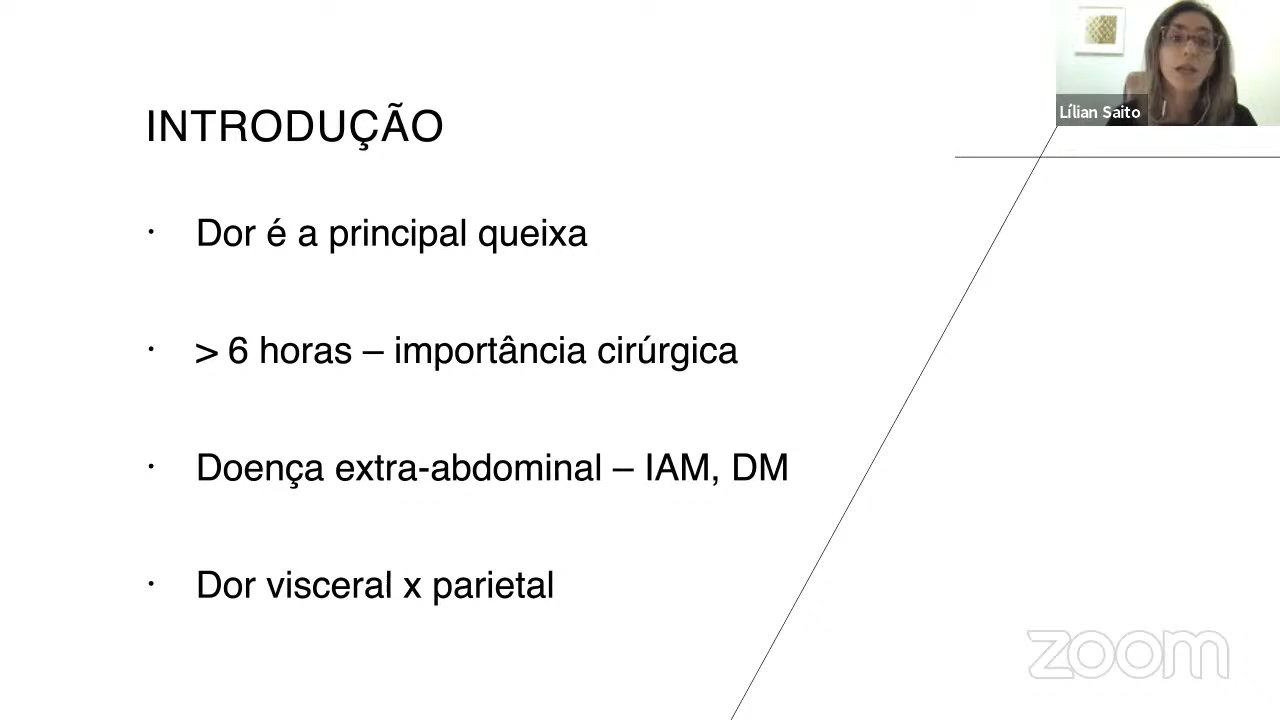 Lílian Saito
INTRODUÇÃO
· Dor é a principal queixa
· > 6 horas – importância cirúrgica
· Doença extra-abdominal – IAM, DM
· Dor visceral x parietal
zoom